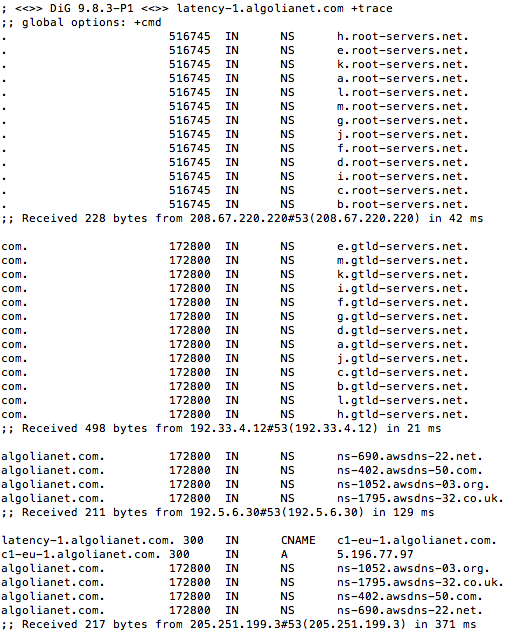 ; <<>> DiG 9.8.3-P1 <<>> latency-1.algolianet.com +trace
;; global options: +cmd
. 516745 IN NS h.root-servers.net.
. 516745 IN NS e.root-servers.net.
. 516745 IN NS k.root-servers.net.
. 516745 IN NS a.root-servers.net.
. 516745 IN NS l.root-servers.net.
. 516745 IN NS m.root-servers.net.
. 516745 IN NS g.root-servers.net.
. 516745 IN NS j.root-servers.net.
. 516745 IN NS f.root-servers.net.
. 516745 IN NS d.root-servers.net.
. 516745 IN NS i.root-servers.net.
. 516745 IN NS c.root-servers.net.
. 516745 IN NS b.root-servers.net.
;; Received 228 bytes from 208.67.220.220#53(208.67.220.220) in 42 ms
com. 172800 IN NS e.gtld-servers.net.
com. 172800 IN NS m.gtld-servers.net.
com. 172800 IN NS k.gtld-servers.net.
com. 172800 IN NS i.gtld-servers.net.
com. 172800 IN NS f.gtld-servers.net.
com. 172800 IN NS g.gtld-servers.net.
com. 172800 IN NS d.gtld-servers.net.
com. 172800 IN NS a.gtld-servers.net.
com. 172800 IN NS j.gtld-servers.net.
com. 172800 IN NS c.gtld-servers.net.
com. 172800 IN NS b.gtld-servers.net.
com. 172800 IN NS l.gtld-servers.net.
com. 172800 IN NS h.gtld-servers.net.
;; Received 498 bytes from 192.33.4.12#53(192.33.4.12) in 21 ms
algolianet.com. 172800 IN NS ns-690.awsdns-22.net.
algolianet.com. 172800 IN NS ns-402.awsdns-50.com.
algolianet.com. 172800 IN NS ns-1052.awsdns-03.org.
algolianet.com. 172800 IN NS ns-1795.awsdns-32.co.uk.
;; Received 211 bytes from 192.5.6.30#53(192.5.6.30) in 129 ms
latency-1.algolianet.com. 300 IN CNAME c1-eu-1.algolianet.com.
c1-eu-1.algolianet.com. 300 IN A 5.196.77.97
algolianet.com. 172800 IN NS ns-1052.awsdns-03.org.
algolianet.com. 172800 IN NS ns-1795.awsdns-32.co.uk.
algolianet.com. 172800 IN NS ns-402.awsdns-50.com.
algolianet.com. 172800 IN NS ns-690.awsdns-22.net.
;; Received 217 bytes from 205.251.199.3#53(205.251.199.3) in 371 ms